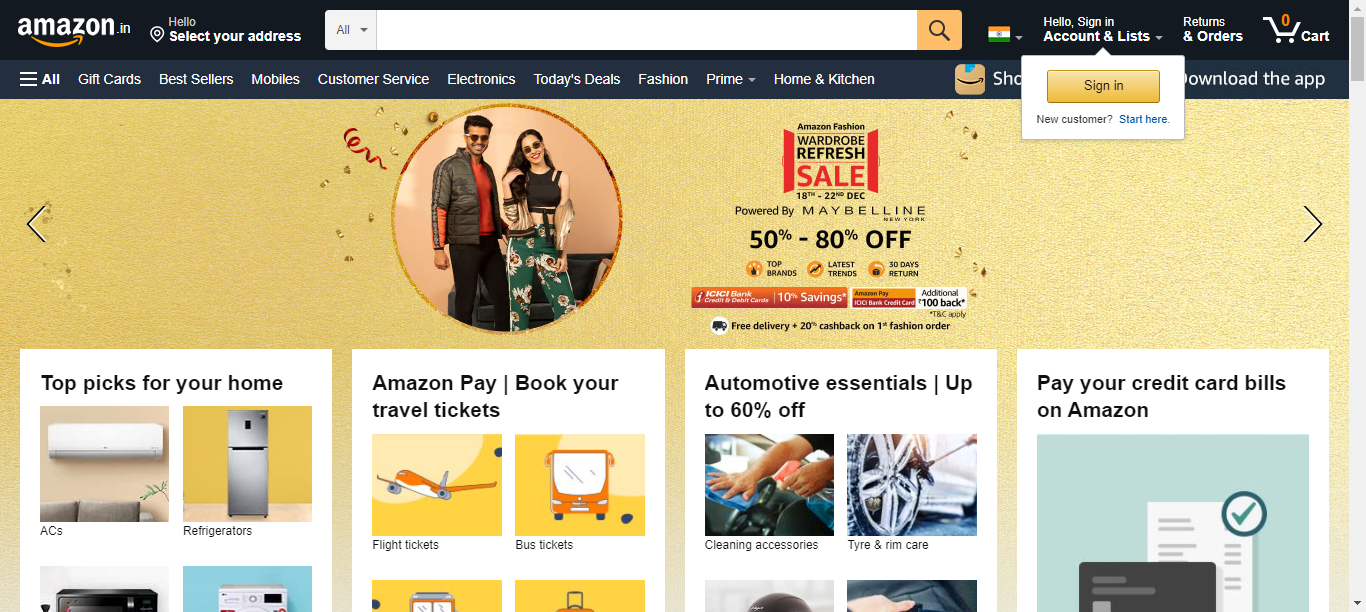 amazon.in
Hello
Select your address
All
Hello, Sign in
Account & Lists
Returns
& Orders
0
Cart
All
Gift Cards
Best Sellers
Mobiles
Customer Service
Electronics
Today's Deals
Fashion
Prime
Home & Kitchen
Sho
Download the app
Sign in
New customer? Start here.
Amazon Fashion
WARDROBE
REFRESH
SALE
18TH - 22ND DEC
Powered By MAYBELLINE
NEW YORK
50% - 80% OFF
TOP
BRANDS
LATEST
TRENDS
30 DAYS
RETURN
ICICI Bank
Credit & Debit Cards
10% Savings*
Amazon Pay
ICICI Bank Credit Card
Additional
₹100 back*
*T&C apply
Free delivery + 20% cashback on 1st fashion order
Top picks for your home
ACs
Refrigerators
Amazon Pay | Book your
travel tickets
Flight tickets
Bus tickets
Automotive essentials | Up
to 60% off
Cleaning accessories
Tyre & rim care
Pay your credit card bills
on Amazon